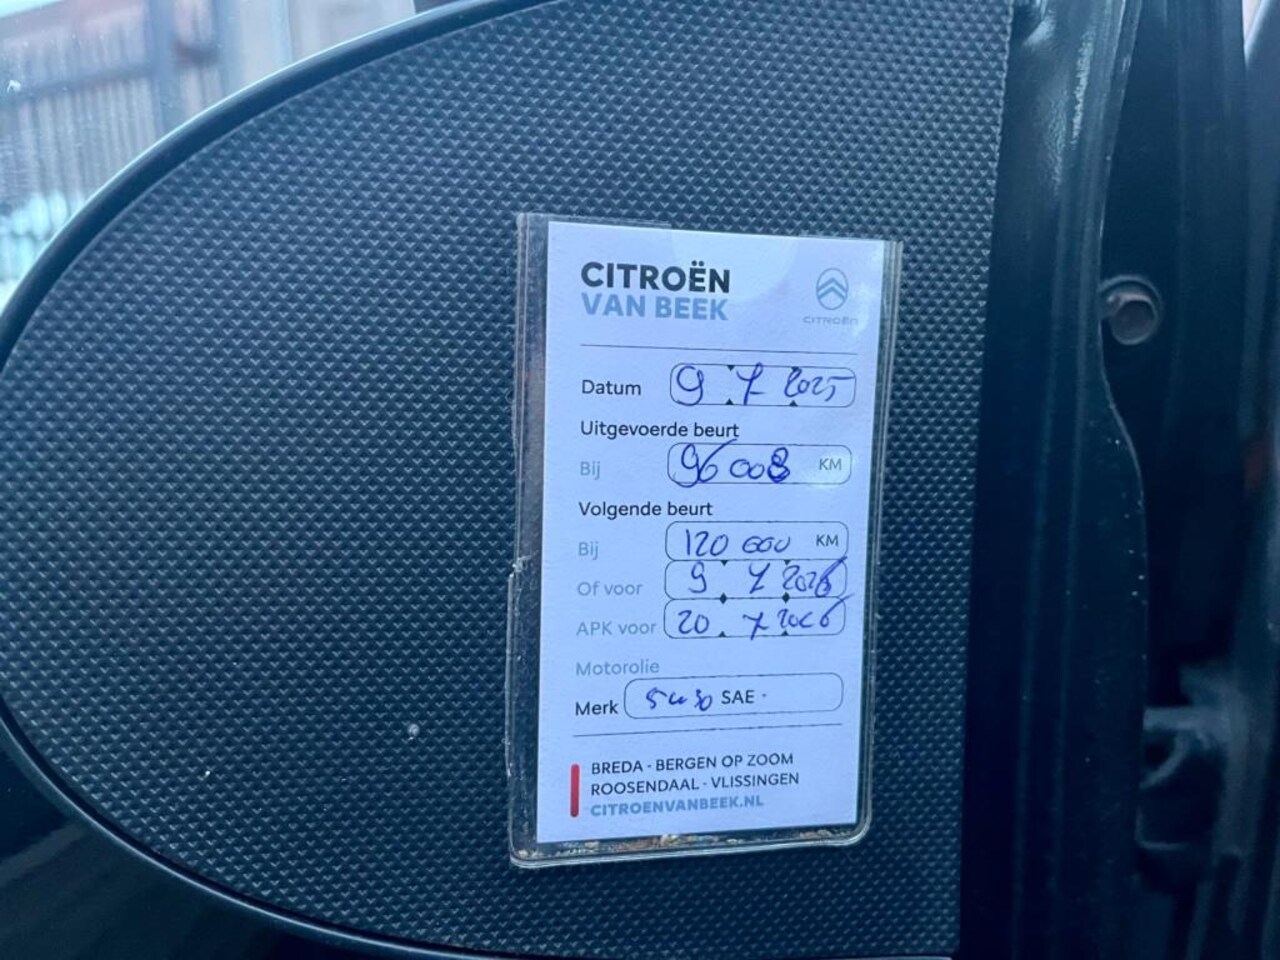 CITROËN
VAN BEEK
CITROËN
Datum 9 7 2025
Uitgevoerde beurt
Bij 96 008 KM
Volgende beurt
Bij 120 000 KM
Of voor 9 7 2026
APK voor 20 7 2026
Motorolie
Merk 5w30 SAE -
BREDA - BERGEN OP ZOOM
ROOSENDAAL - VLISSINGEN
CITROENVANBEEK.NL